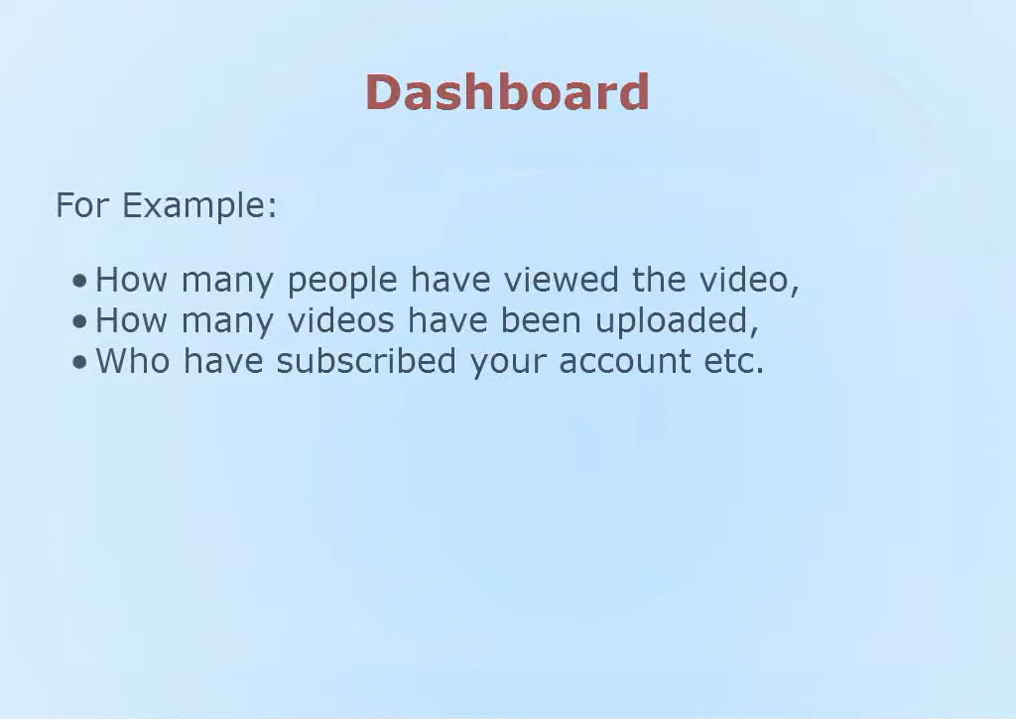 Dashboard
For Example:
•How many people have viewed the video,
•How many videos have been uploaded,
•Who have subscribed your account etc.